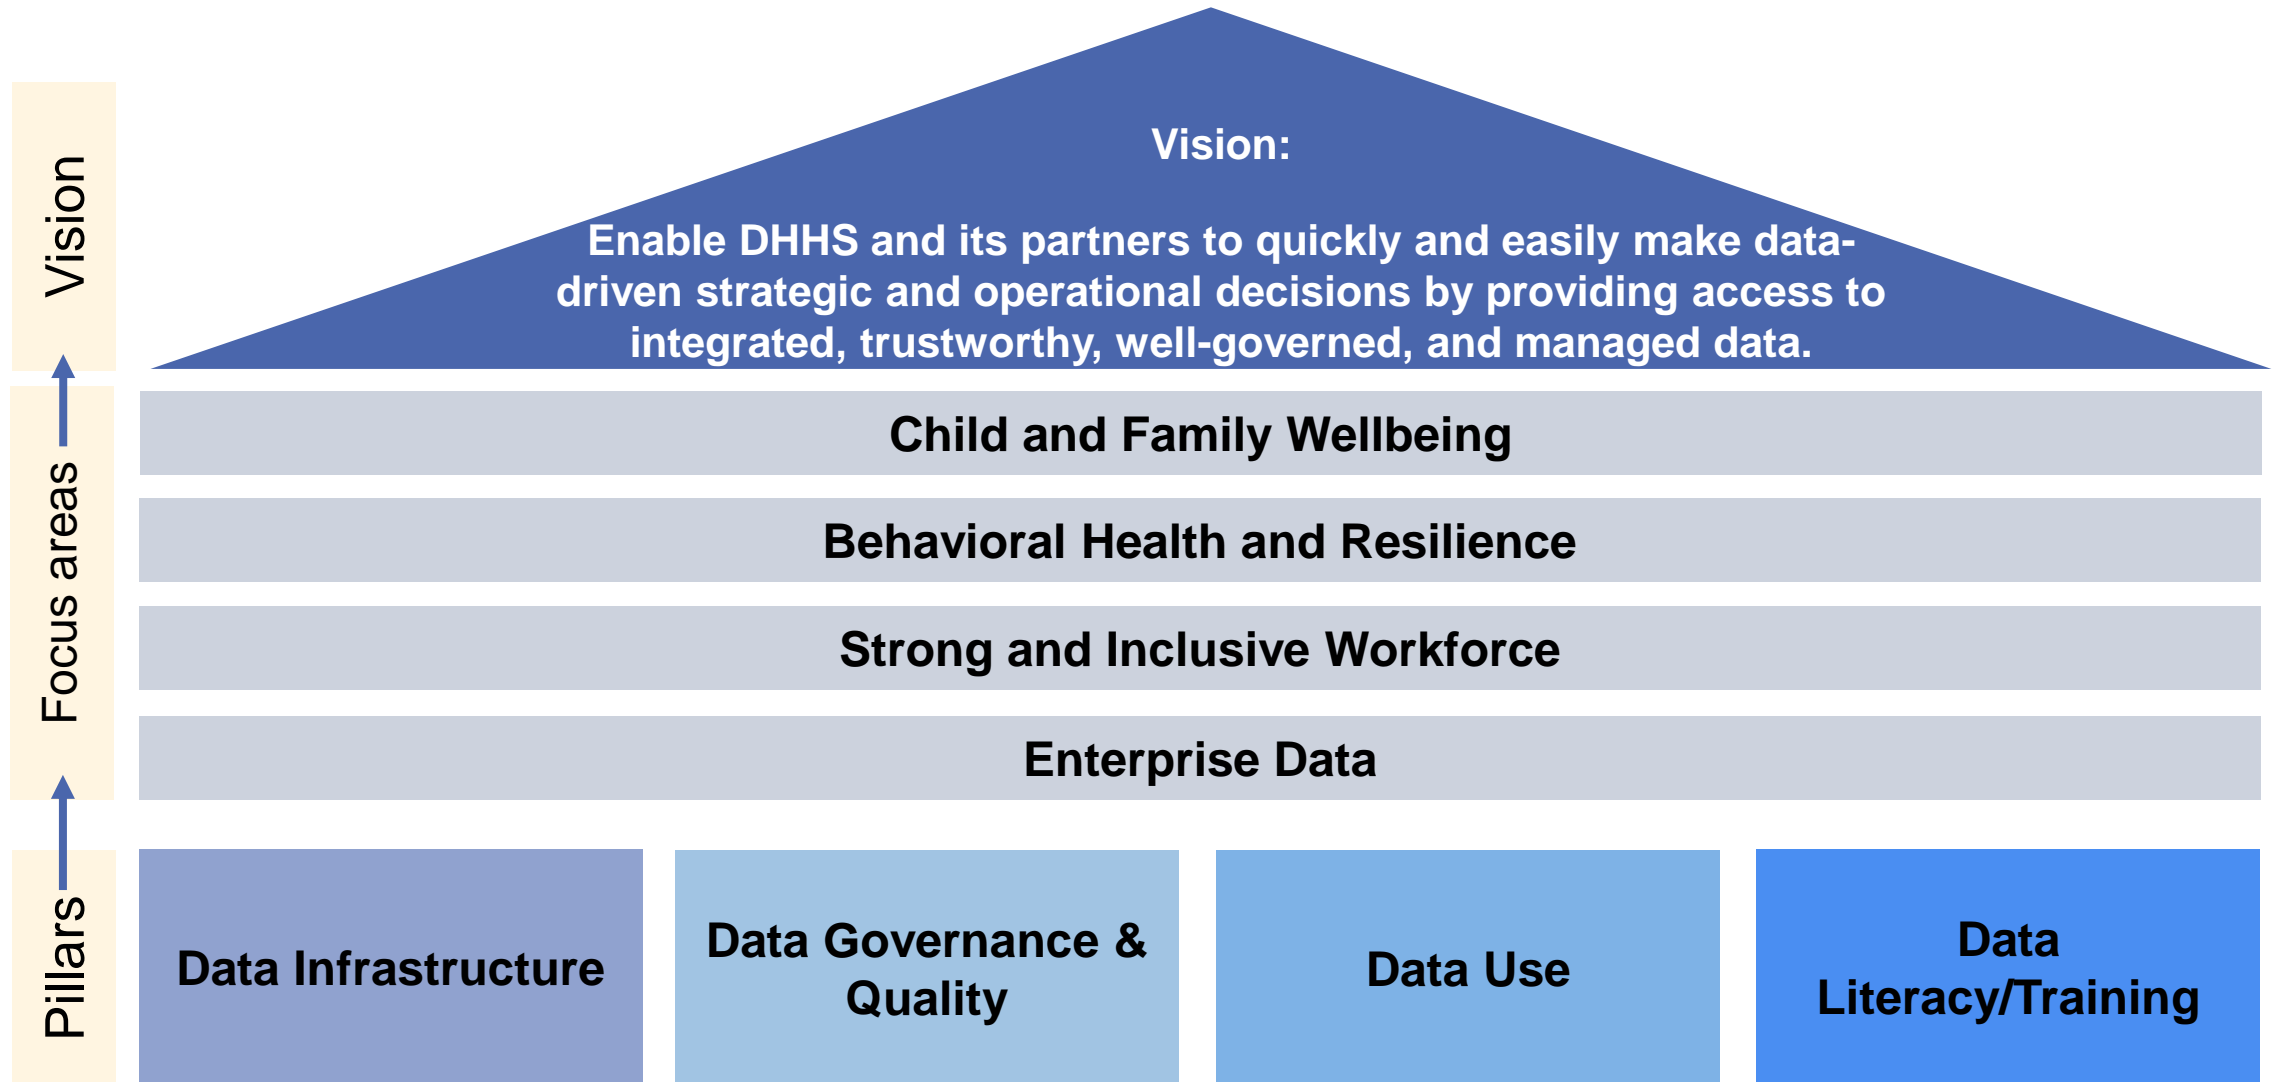 Vision
Vision:
Enable DHHS and its partners to quickly and easily make data-
driven strategic and operational decisions by providing access to
integrated, trustworthy, well-governed, and managed data.
Focus areas
Child and Family Wellbeing
Behavioral Health and Resilience
Strong and Inclusive Workforce
Enterprise Data
Pillars
Data Infrastructure
Data Governance &
Quality
Data Use
Data
Literacy/Training